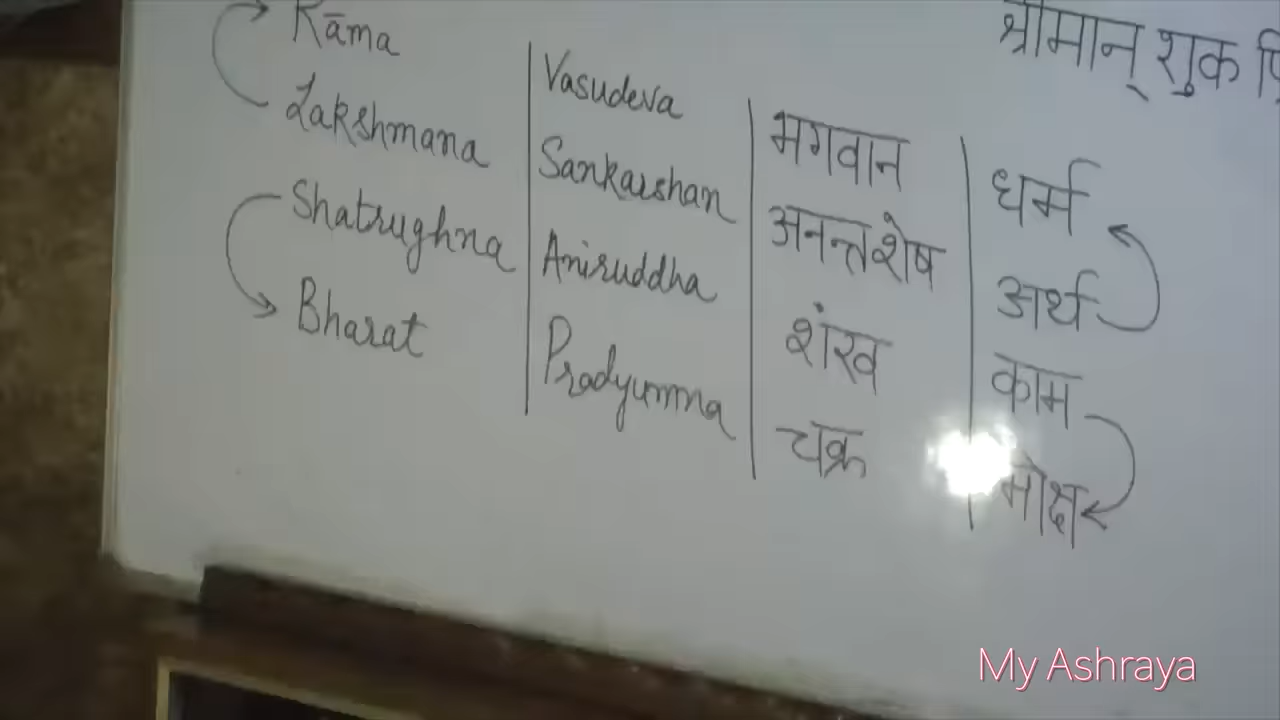 श्रीमान् शुक
Rāma
Lakshmana
Shatrughna
Bharat
Vasudeva
Sankarshan
Aniruddha
Pradyumna
भगवान
अनन्तशेष
शंख
चक्र
धर्म
अर्थ
काम
मोक्ष
My Ashraya